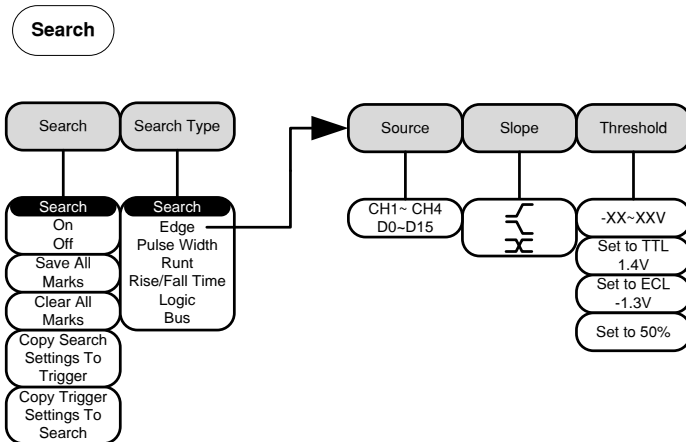 Search
Search
Search Type
Source
Slope
Threshold
Search
On
Off
Save All
Marks
Clear All
Marks
Copy Search
Settings To
Trigger
Copy Trigger
Settings To
Search
Search
Edge
Pulse Width
Runt
Rise/Fall Time
Logic
Bus
CH1~ CH4
D0~D15
-XX~XXV
Set to TTL
1.4V
Set to ECL
-1.3V
Set to 50%